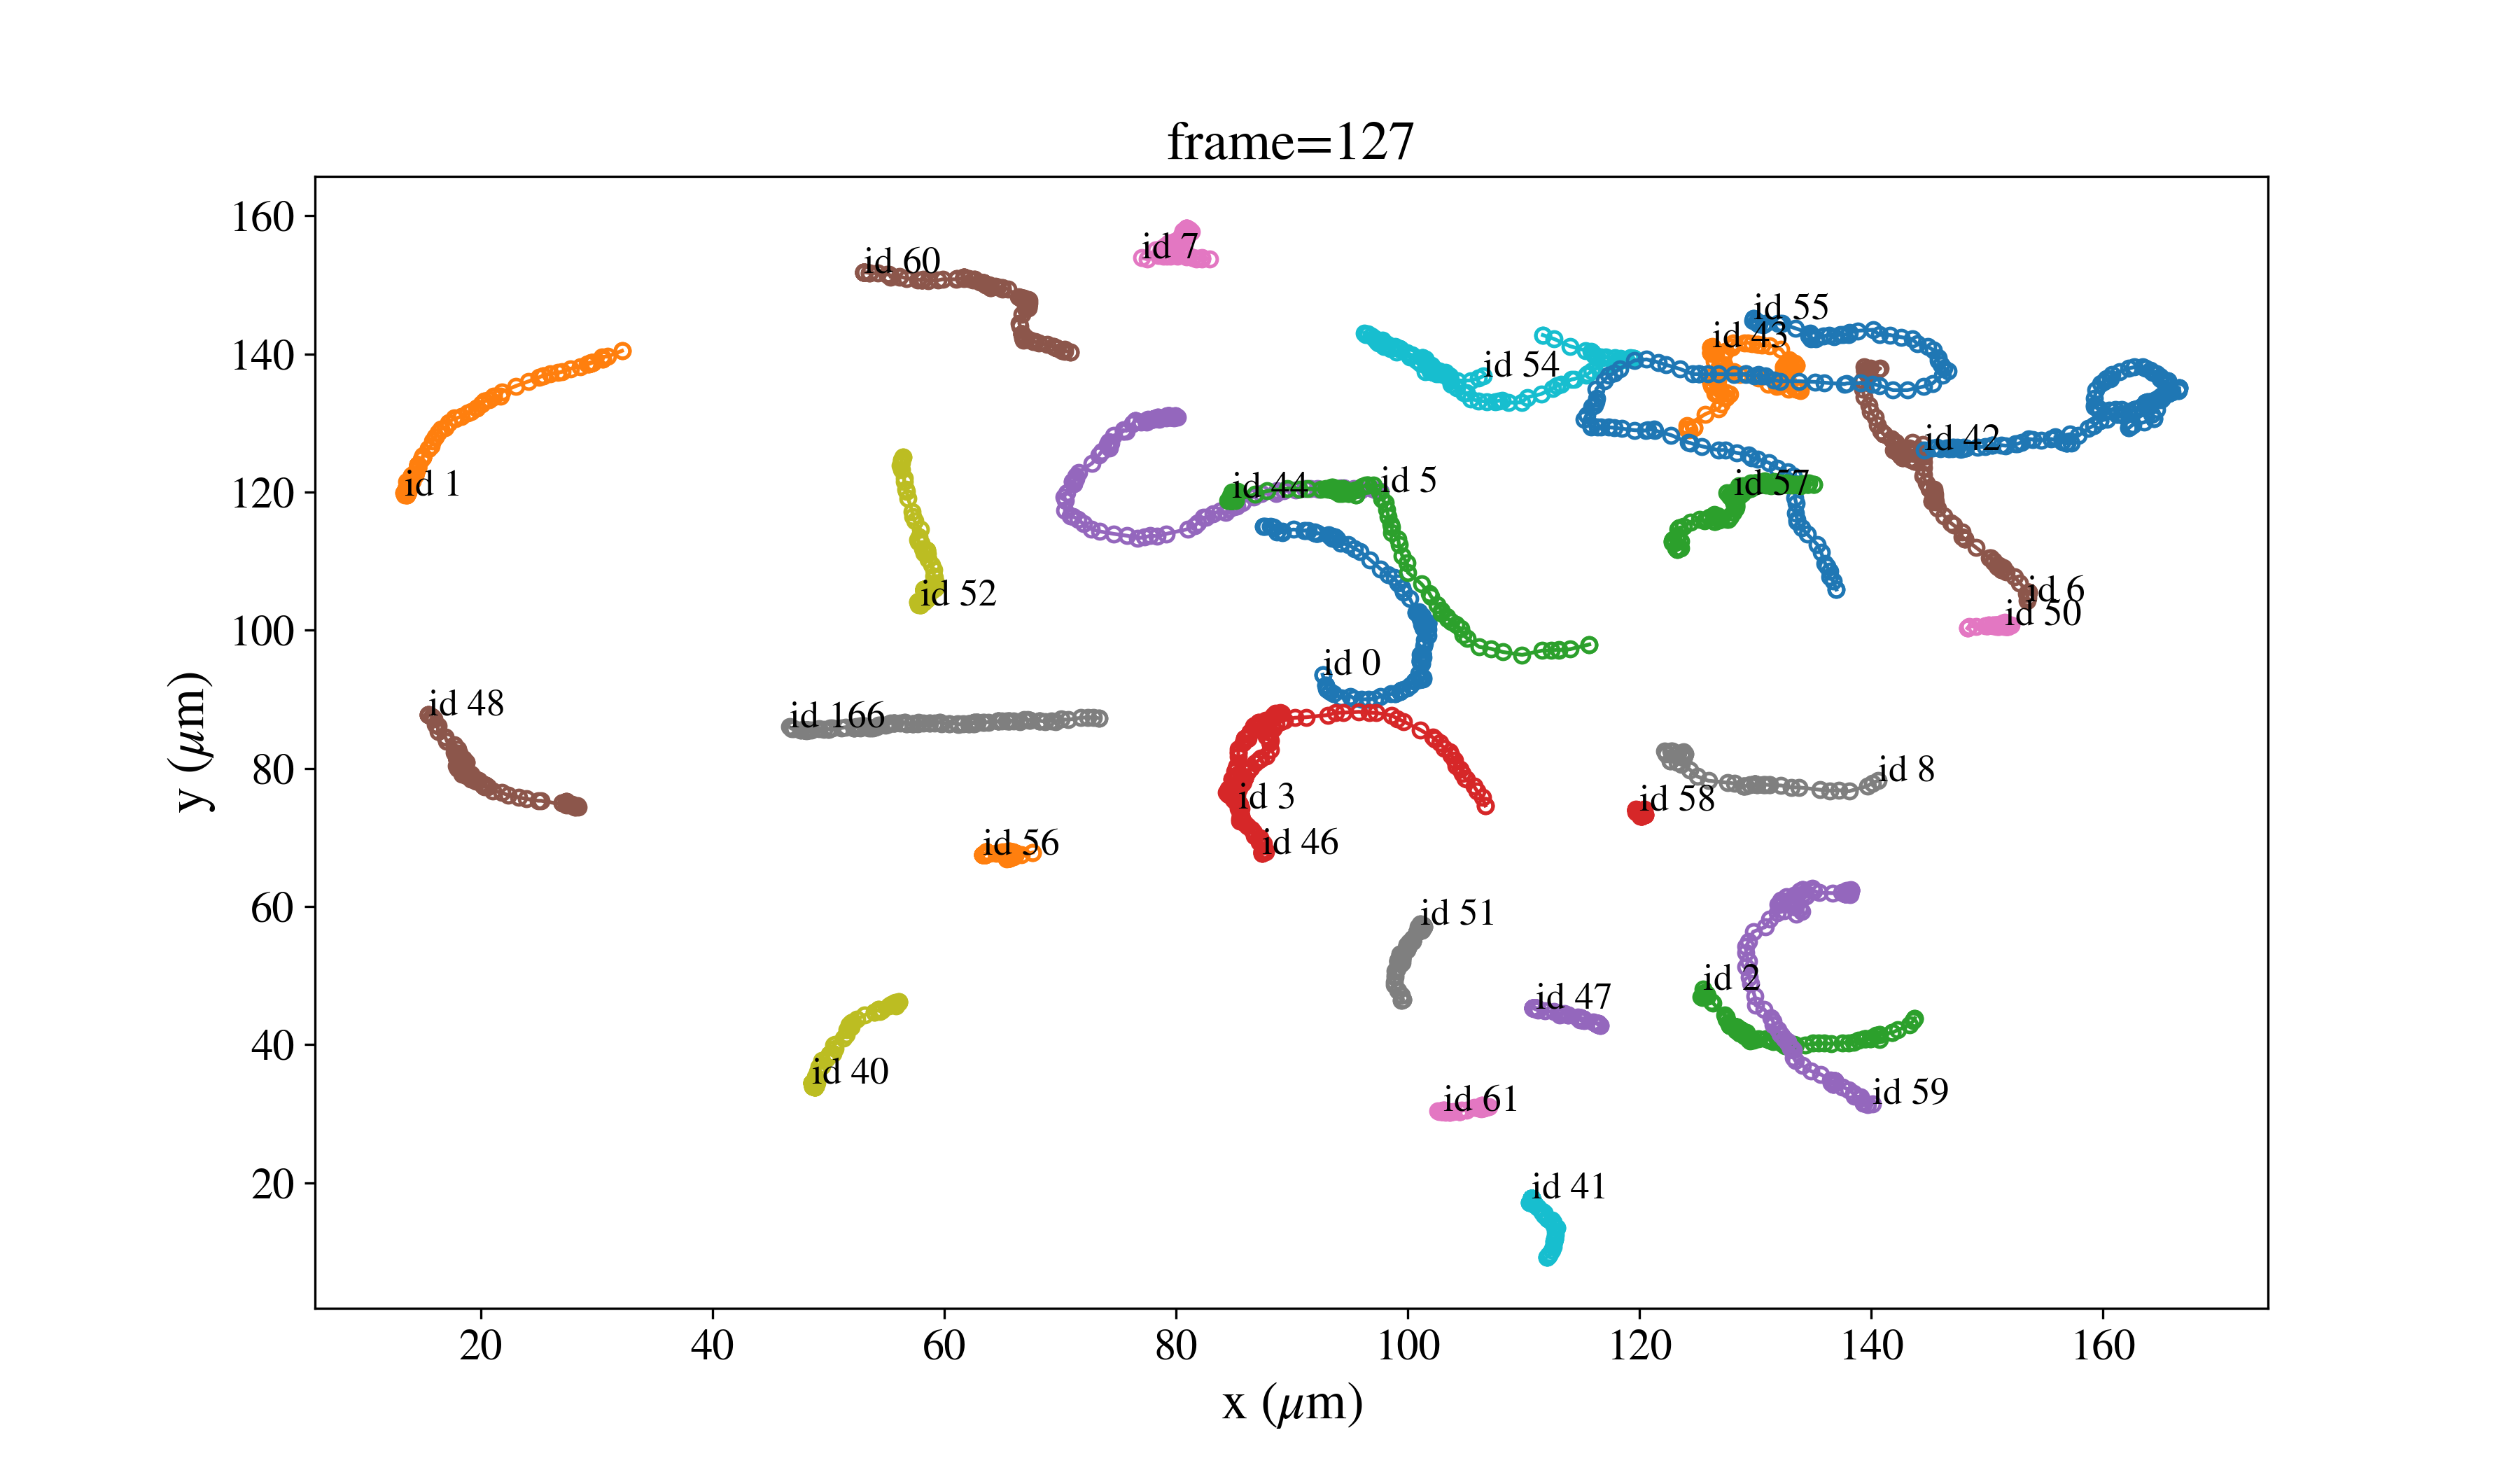 frame=127
160
140
120
100
80
60
40
20
y (μm)
id 7
id 60
id 55
id 43
id 54
id 42
id 1
id 5
id 44
id 57
id 52
id 6
id 50
id 0
id 48
id 166
id 8
id 3
id 58
id 46
id 56
id 51
id 2
id 47
id 40
id 61
id 59
id 41
20
40
60
80
100
120
140
160
x (μm)